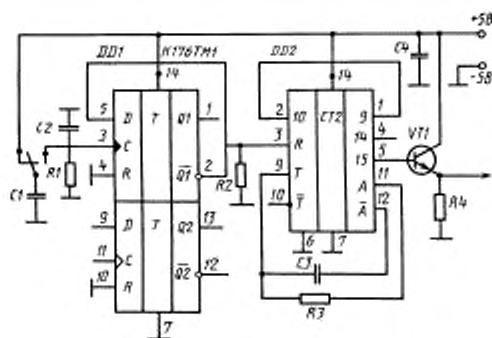 +5В
DD1 К176ТМ1 DD2 C4
14 14 -5В
5 D T Q1 1 2 10 CT2 9 1
C2 3 C 3 R 14 4 VT1
15 5
4 R R1 Q1 2 R2 9 T A 11
C1 10 T A 12 R4
9 D T Q2 13
6 7
11 C C3
10 R Q2 12
R3
7